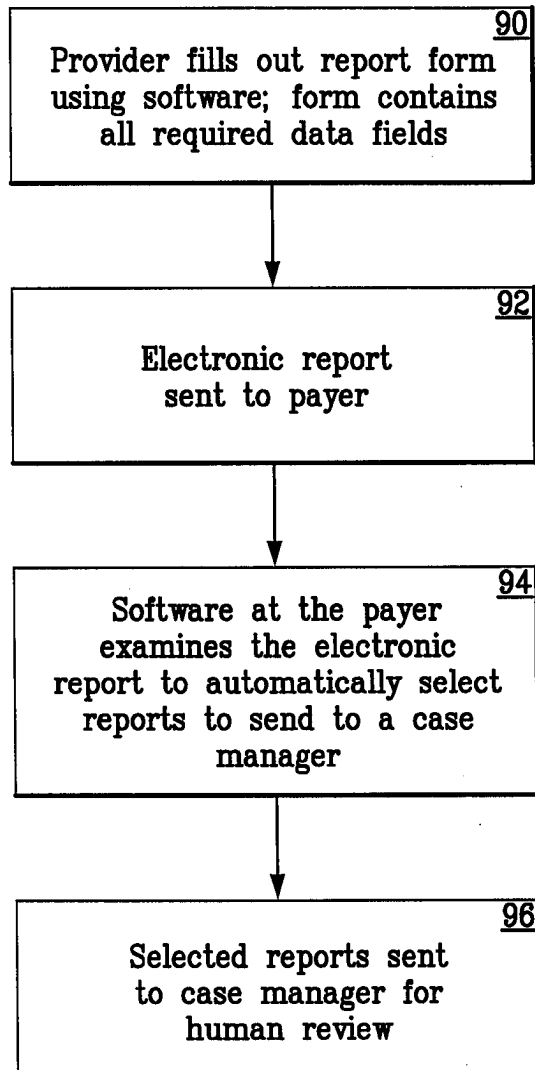 90
Provider fills out report form
using software; form contains
all required data fields
92
Electronic report
sent to payer
94
Software at the payer
examines the electronic
report to automatically select
reports to send to a case
manager
96
Selected reports sent
to case manager for
human review